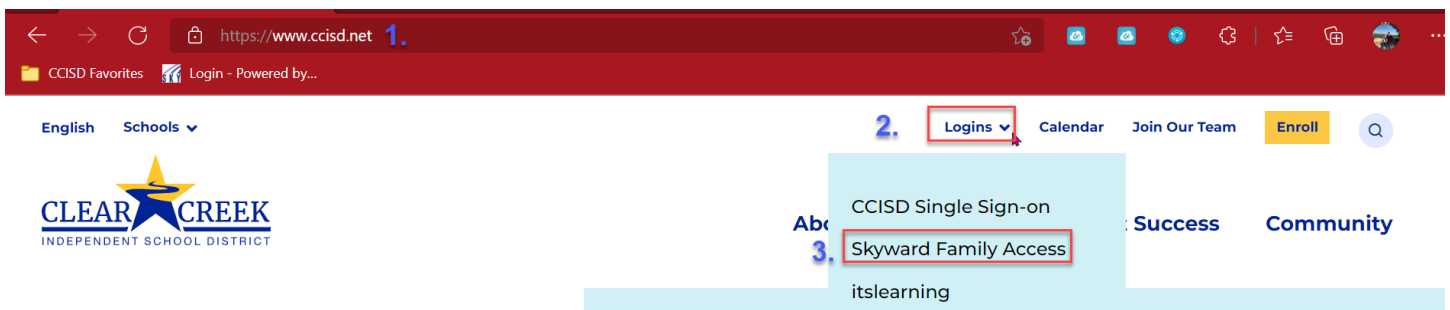 https://www.ccisd.net 1.
CCISD Favorites Login - Powered by...
English Schools 2. Logins Calendar Join Our Team Enroll
CCISD Single Sign-on
CLEAR CREEK
INDEPENDENT SCHOOL DISTRICT
Abo Success Community
3. Skyward Family Access
itslearning